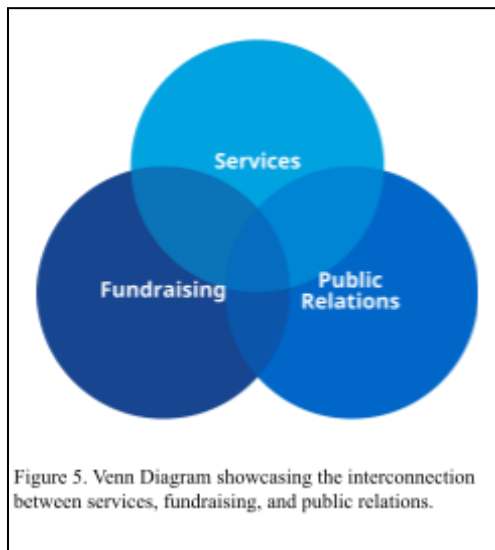 Services
Fundraising
Public
Relations
Figure 5. Venn Diagram showcasing the interconnection
between services, fundraising, and public relations.